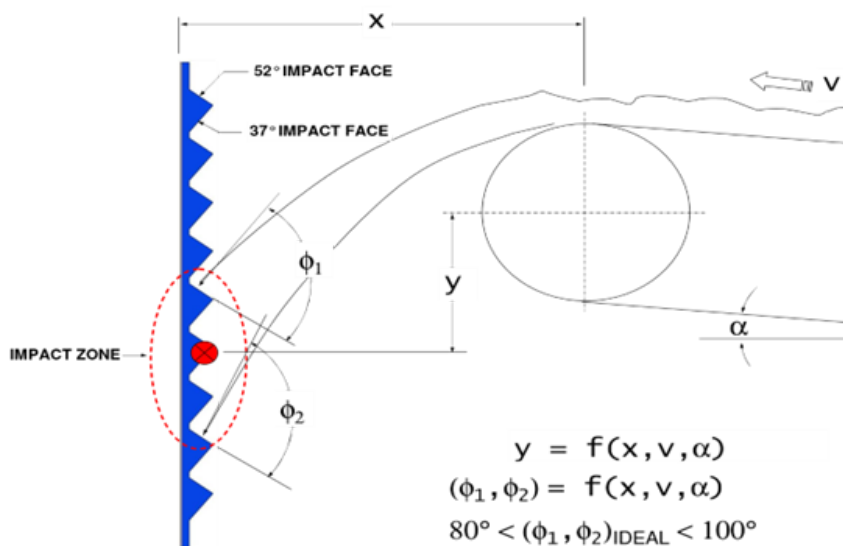 x
52° IMPACT FACE
v
37° IMPACT FACE
ϕ₁
y
α
IMPACT ZONE
ϕ₂
y = f(x,v,α)
(ϕ₁,ϕ₂) = f(x,v,α)
80° < (ϕ₁,ϕ₂)IDEAL < 100°